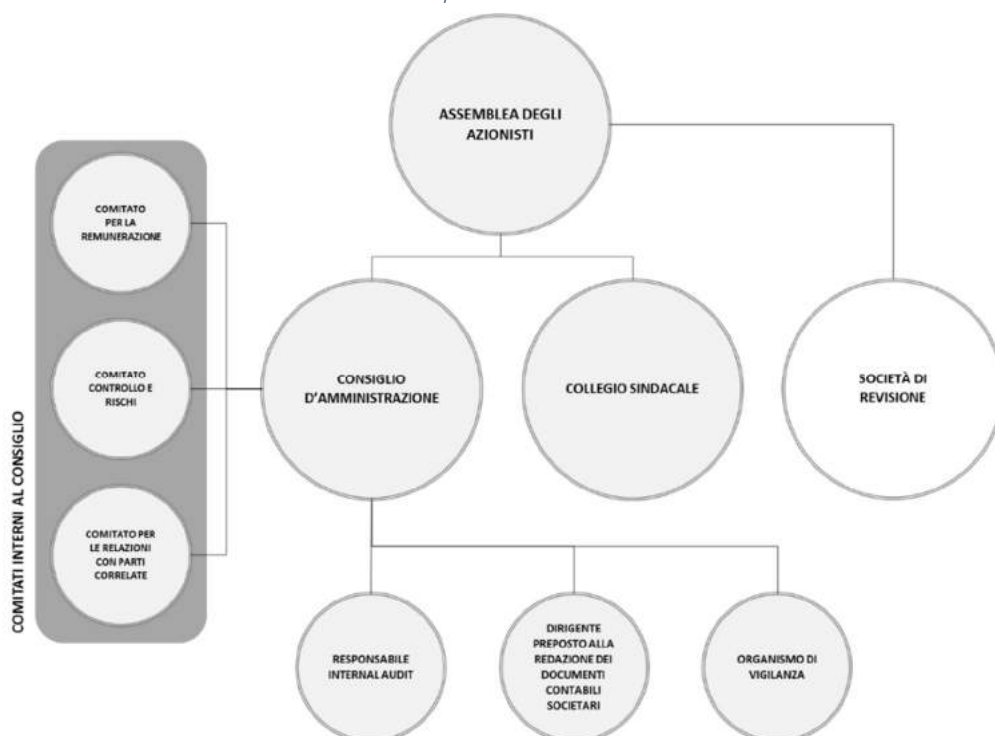 ASSEMBLEA DEGLI
AZIONISTI
COMITATO
PER LA
REMUNERAZIONE
COMITATO
CONTROLLO E
RISCHI
COMITATO PER
LE RELAZIONI
CON PARTI
CORRELATE
COMITATI INTERNI AL CONSIGLIO
CONSIGLIO
D'AMMINISTRAZIONE
COLLEGIO SINDACALE
SOCIETÀ DI
REVISIONE
RESPONSABILE
INTERNAL AUDIT
DIRIGENTE
PREPOSTO ALLA
REDAZIONE DEI
DOCUMENTI
CONTABILI
SOCIETARI
ORGANISMO DI
VIGILANZA